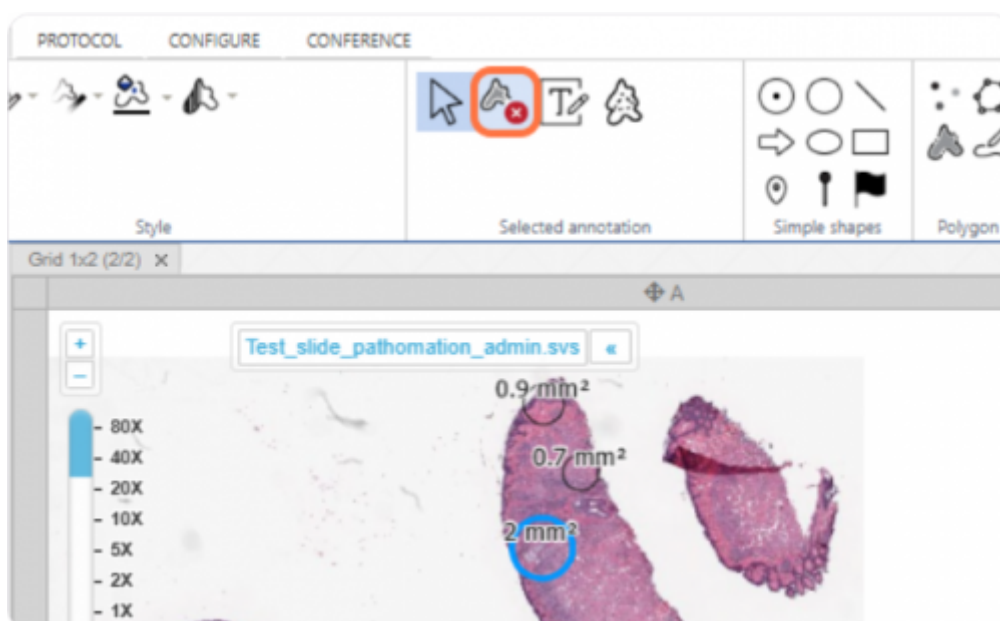 PROTOCOL CONFIGURE CONFERENCE
Style
Selected annotation
Simple shapes
Polygon
Grid 1x2 (2/2)
A
+
Test_slide_pathomation_admin.svs «
−
0.9 mm²
80X
40X
0.7 mm²
20X
10X
2 mm²
5X
2X
1X